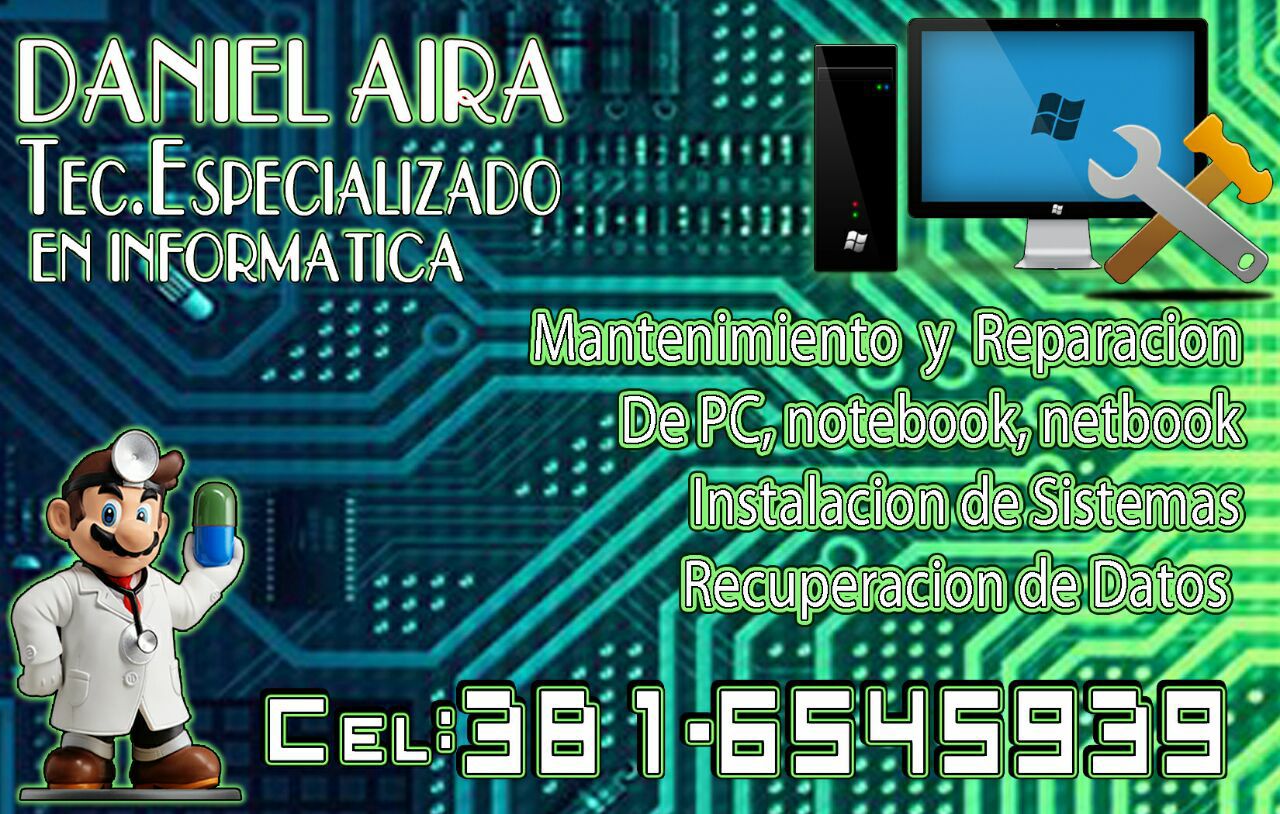 DANIEL AIRA
TEC. ESPECIALIZADO
EN INFORMATICA
Mantenimiento y Reparacion
De PC, notebook, netbook
Instalacion de Sistemas
Recuperacion de Datos
CEL: 381-6545939